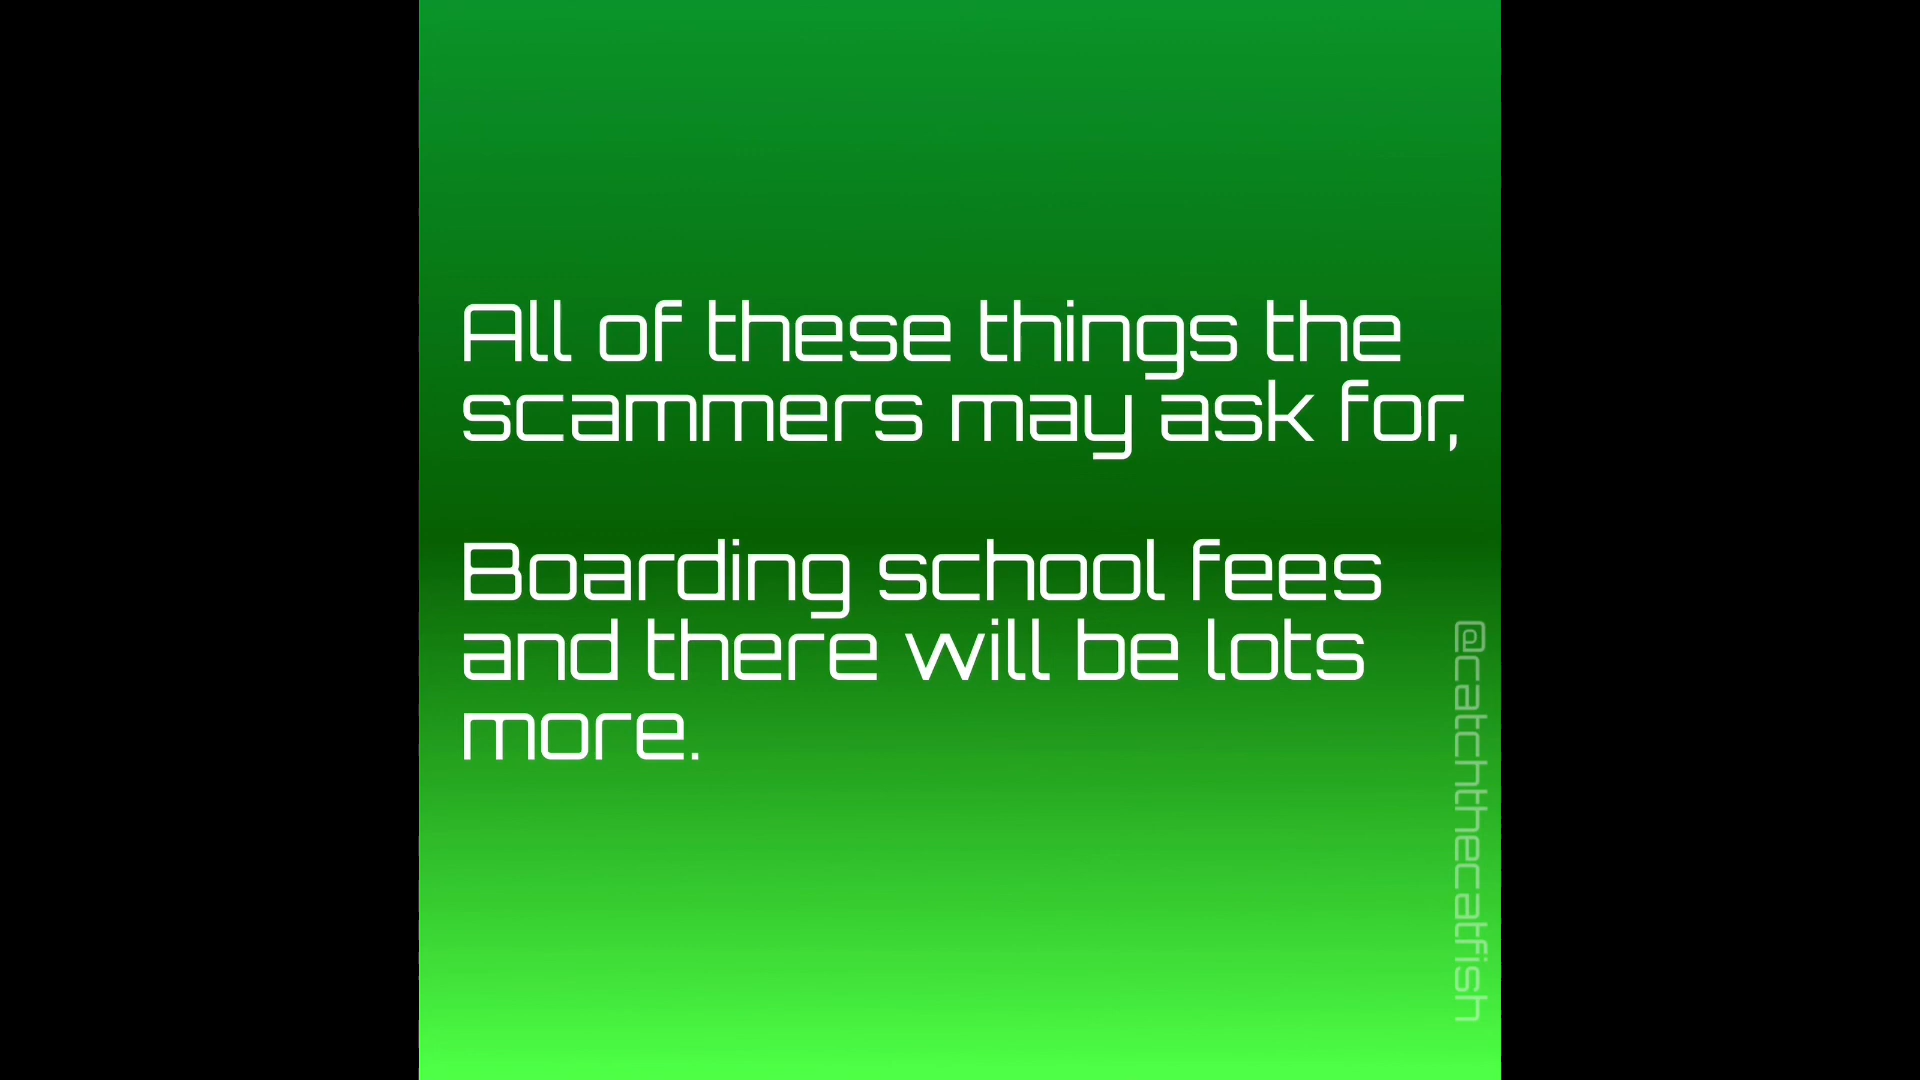 All of these things the
scammers may ask for,
Boarding school fees
and there will be lots
more.
@catchthecatfish